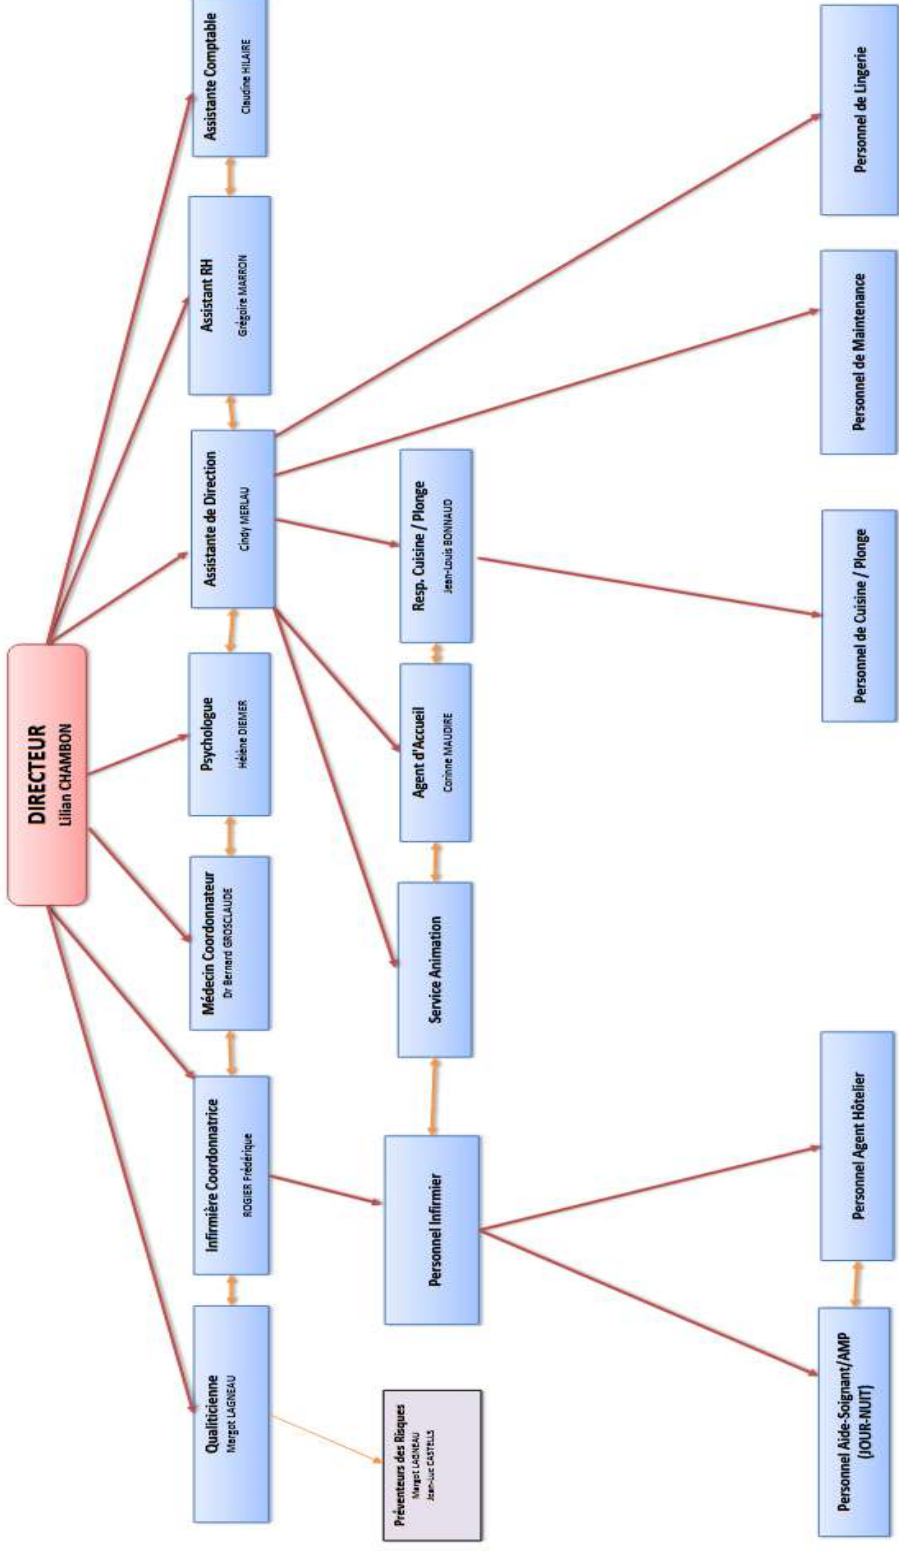 DIRECTEUR
Lilian CHAMBON
Qualiticienne
Margot LAGNEAU
Infirmière Coordonnatrice
ROGIER Frédérique
Médecin Coordonnateur
Dr Bernard GROSCLAUDE
Psychologue
Hélène DIEMER
Assistante de Direction
Cindy MERLAU
Assistant RH
Grégoire MARRON
Assistante Comptable
Claudine HILAIRE
Préventeurs des Risques
Margot LAGNEAU
Jean-Luc CASTELLS
Personnel Infirmier
Service Animation
Agent d'Accueil
Corinne MAUDIRE
Resp. Cuisine / Plonge
Jean-Louis BONNAUD
Personnel Aide-Soignant/AMP
(JOUR-NUIT)
Personnel Agent Hôtelier
Personnel de Cuisine / Plonge
Personnel de Maintenance
Personnel de Lingerie